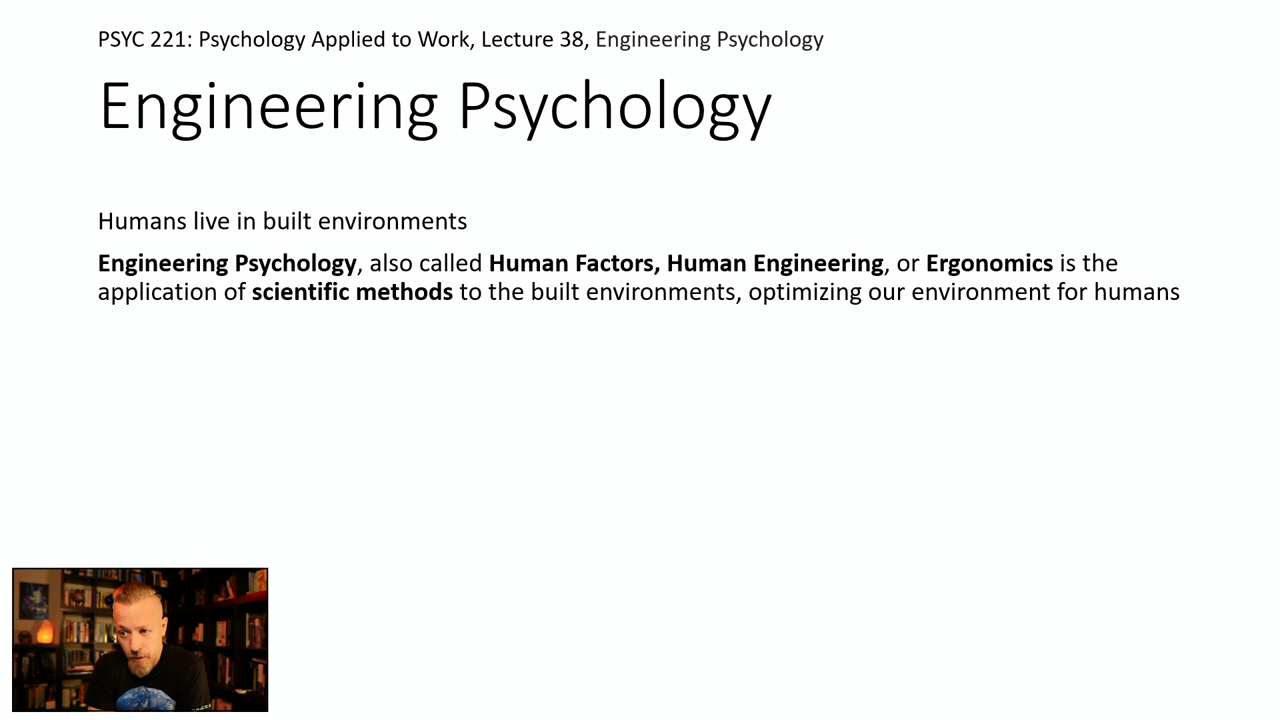 PSYC 221: Psychology Applied to Work, Lecture 38, Engineering Psychology
Engineering Psychology
Humans live in built environments
Engineering Psychology, also called Human Factors, Human Engineering, or Ergonomics is the
application of scientific methods to the built environments, optimizing our environment for humans